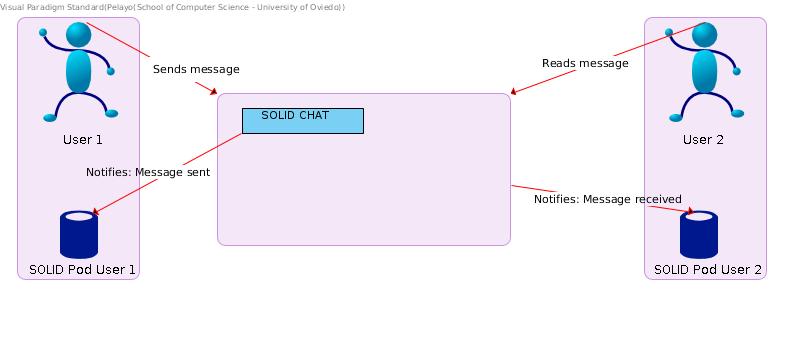 Visual Paradigm Standard(Pelayo(School of Computer Science - University of Oviedo))
Sends message
Reads message
SOLID CHAT
User 1
User 2
Notifies: Message sent
Notifies: Message received
SOLID Pod User 1
SOLID Pod User 2